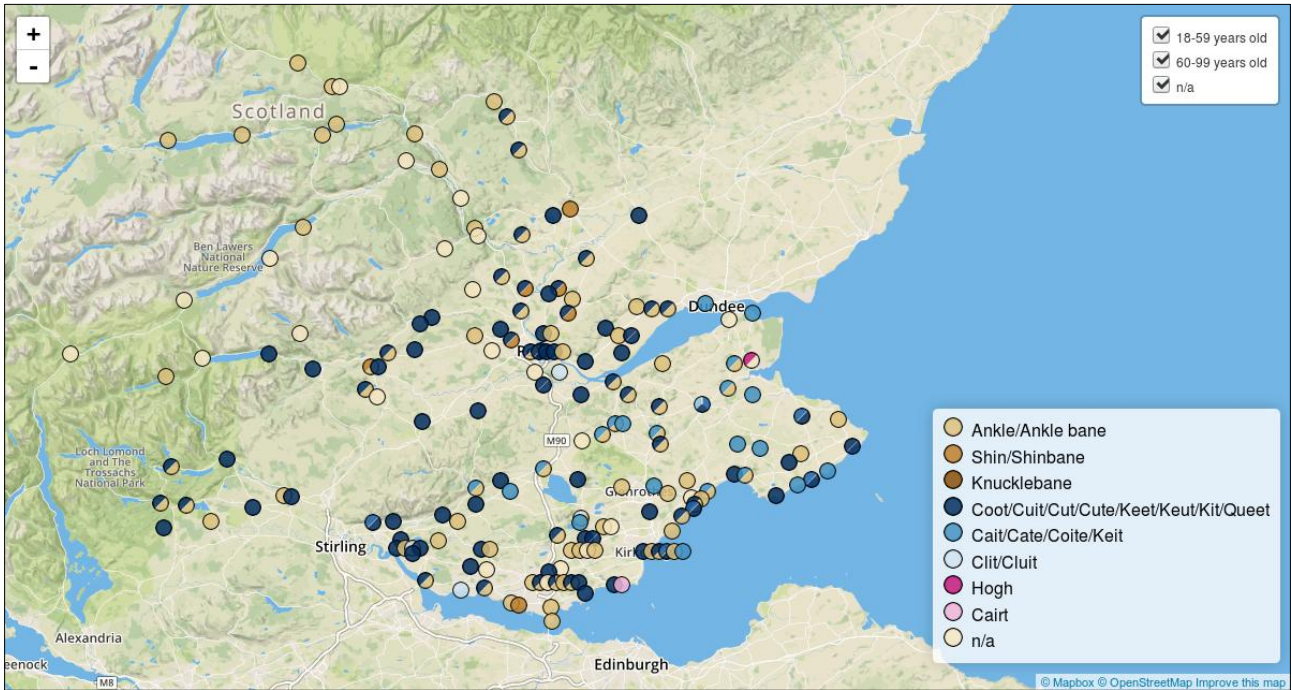 +
-
18-59 years old
60-99 years old
n/a
Scotland
Ben Lawers
National
Nature Reserve
Dundee
M90
Loch Lomond
and The
Trossachs
National Park
Stirling
Alexandria
eenock
M8
Edinburgh
Ankle/Ankle bane
Shin/Shinbane
Knucklebane
Coot/Cuit/Cut/Cute/Keet/Keut/Kit/Queet
Cait/Cate/Coite/Keit
Clit/Cluit
Hogh
Cairt
n/a
© Mapbox © OpenStreetMap Improve this map